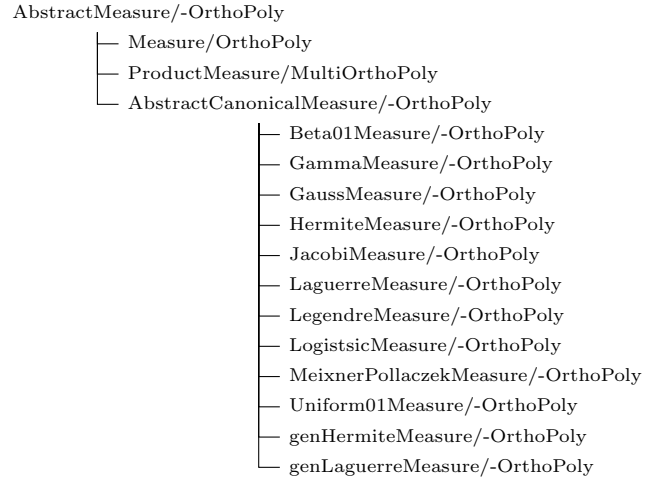 AbstractMeasure/-OrthoPoly
Measure/OrthoPoly
ProductMeasure/MultiOrthoPoly
AbstractCanonicalMeasure/-OrthoPoly
Beta01Measure/-OrthoPoly
GammaMeasure/-OrthoPoly
GaussMeasure/-OrthoPoly
HermiteMeasure/-OrthoPoly
JacobiMeasure/-OrthoPoly
LaguerreMeasure/-OrthoPoly
LegendreMeasure/-OrthoPoly
LogistsicMeasure/-OrthoPoly
MeixnerPollaczekMeasure/-OrthoPoly
Uniform01Measure/-OrthoPoly
genHermiteMeasure/-OrthoPoly
genLaguerreMeasure/-OrthoPoly